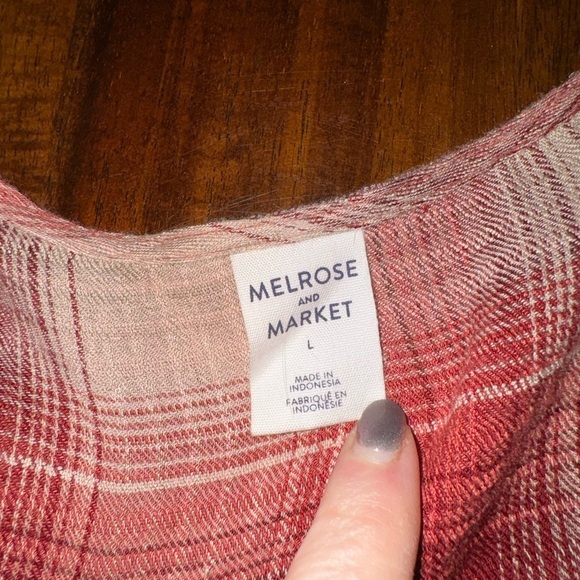 MELROSE
AND
MARKET
L
MADE IN
INDONESIA
FABRIQUÉ EN
INDONÉSIE